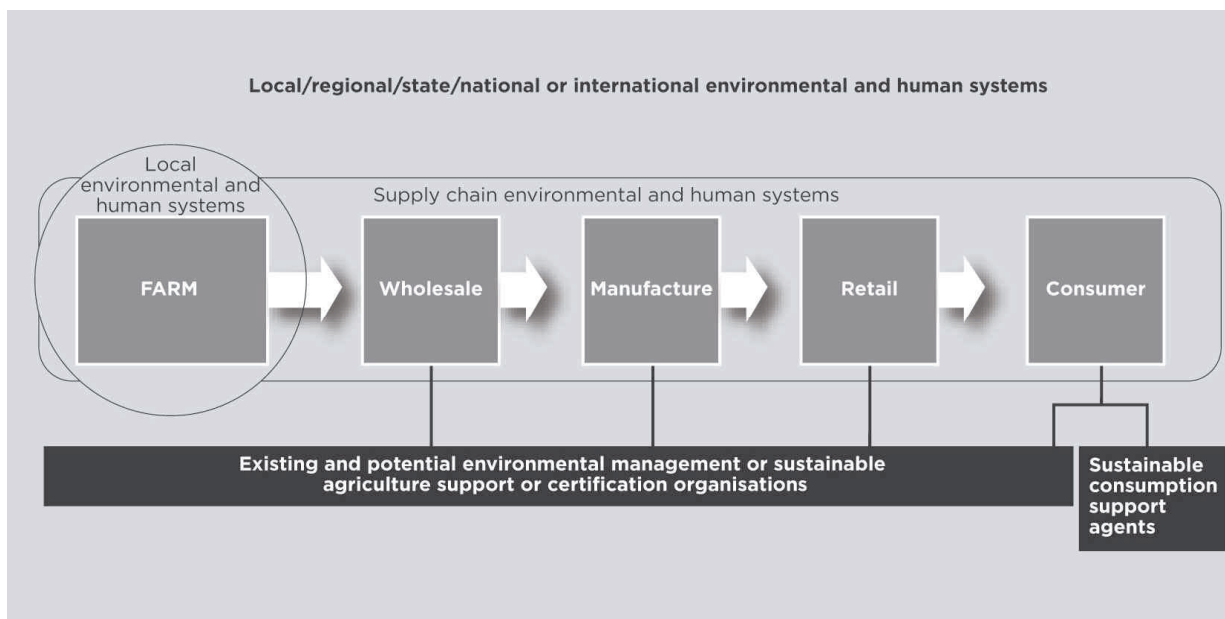 Local/regional/state/national or international environmental and human systems
Local
environmental and
human systems
Supply chain environmental and human systems
FARM
Wholesale
Manufacture
Retail
Consumer
Existing and potential environmental management or sustainable
agriculture support or certification organisations
Sustainable
consumption
support
agents